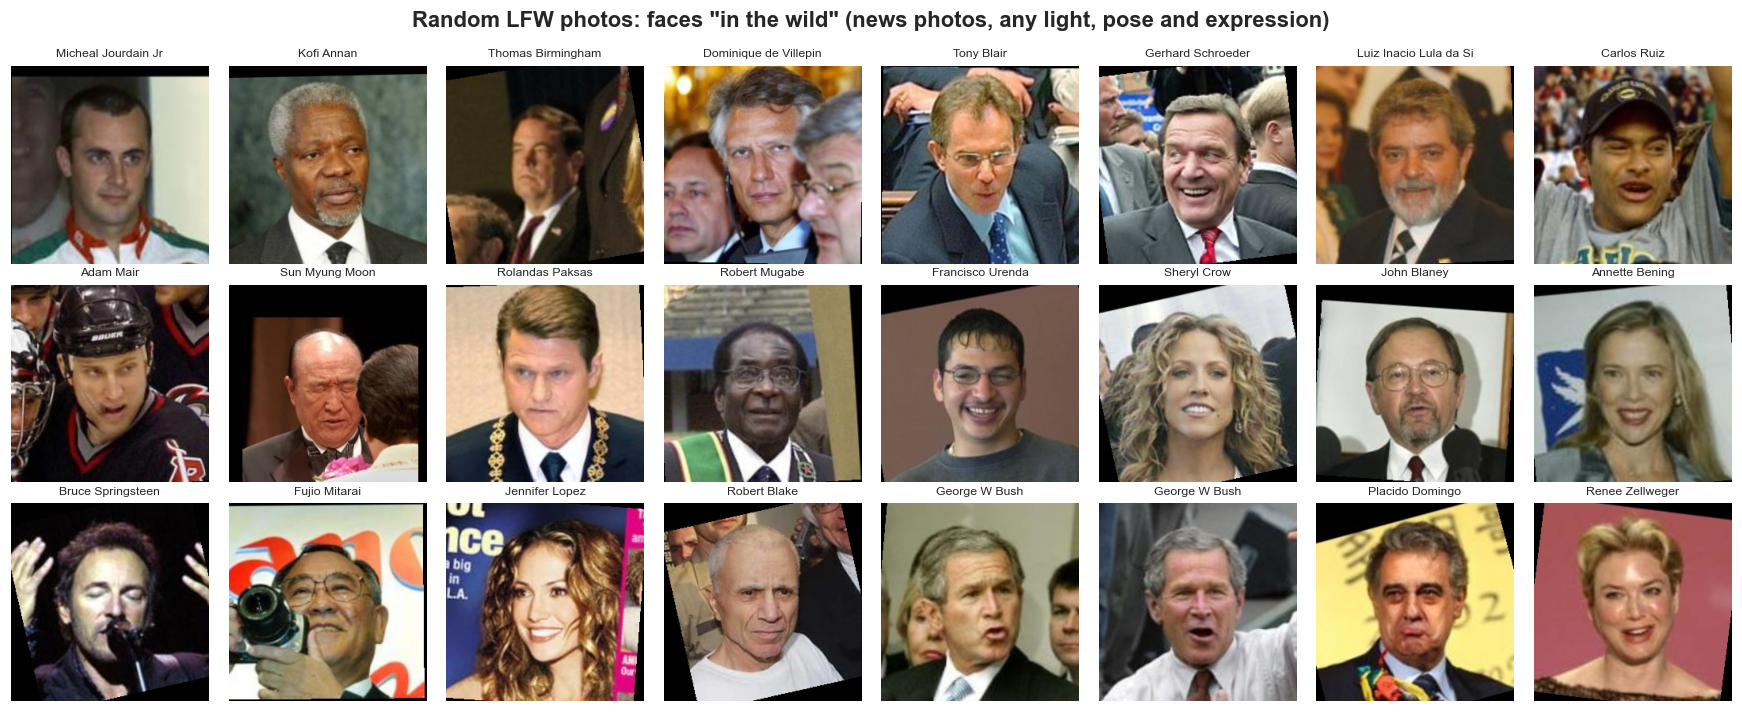 Random LFW photos: faces "in the wild" (news photos, any light, pose and expression)
Micheal Jourdain Jr
Kofi Annan
Thomas Birmingham
Dominique de Villepin
Tony Blair
Gerhard Schroeder
Luiz Inacio Lula da Si
Carlos Ruiz
Adam Mair
Sun Myung Moon
Rolandas Paksas
Robert Mugabe
Francisco Urenda
Sheryl Crow
John Blaney
Annette Bening
BAUER
Bruce Springsteen
Fujio Mitarai
Jennifer Lopez
Robert Blake
George W Bush
George W Bush
Placido Domingo
Renee Zellweger
nce
a big
in
L.A.